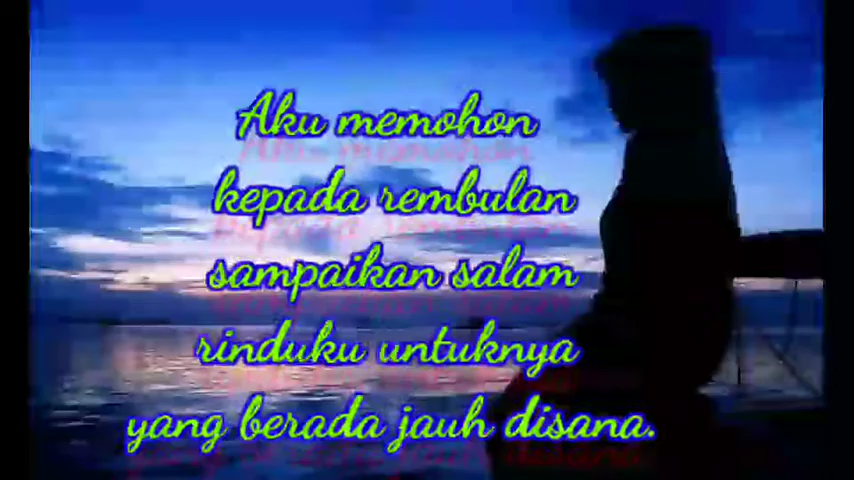 Aku memohon
kepada rembulan
sampaikan salam
rinduku untuknya
yang berada jauh disana.